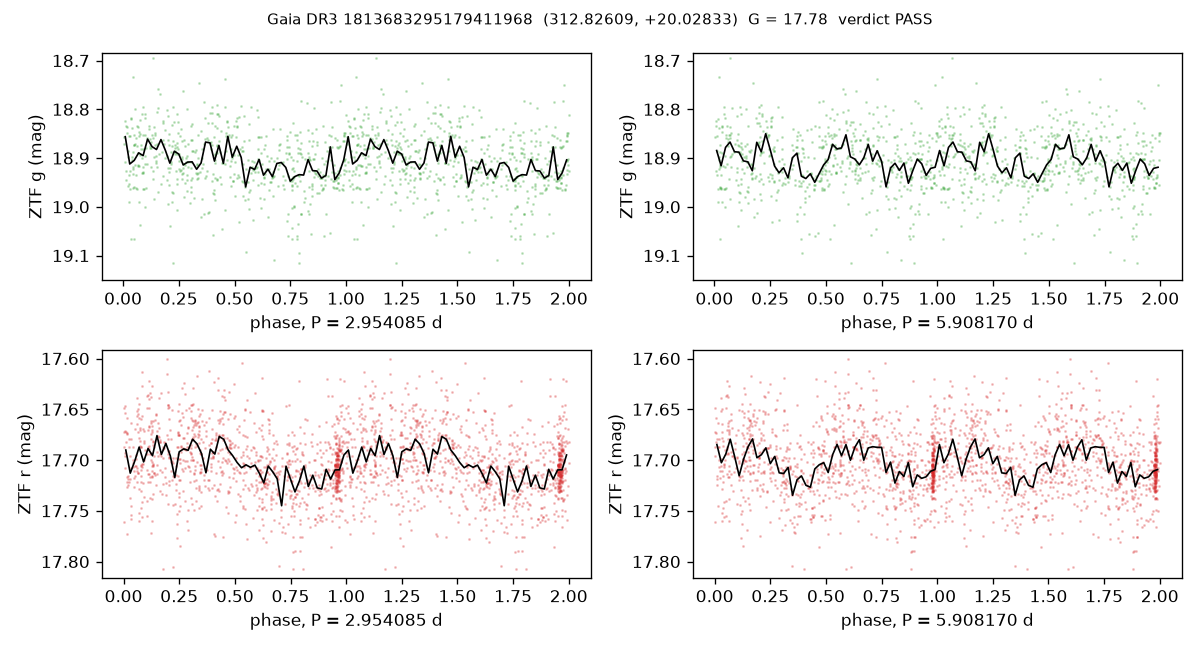 Gaia DR3 1813683295179411968  (312.82609, +20.02833)  G = 17.78  verdict PASS
ZTF g (mag)
18.7
18.8
18.9
19.0
19.1
0.00 0.25 0.50 0.75 1.00 1.25 1.50 1.75 2.00
phase, P = 2.954085 d
ZTF g (mag)
18.7
18.8
18.9
19.0
19.1
0.00 0.25 0.50 0.75 1.00 1.25 1.50 1.75 2.00
phase, P = 5.908170 d
ZTF r (mag)
17.60
17.65
17.70
17.75
17.80
0.00 0.25 0.50 0.75 1.00 1.25 1.50 1.75 2.00
phase, P = 2.954085 d
ZTF r (mag)
17.60
17.65
17.70
17.75
17.80
0.00 0.25 0.50 0.75 1.00 1.25 1.50 1.75 2.00
phase, P = 5.908170 d